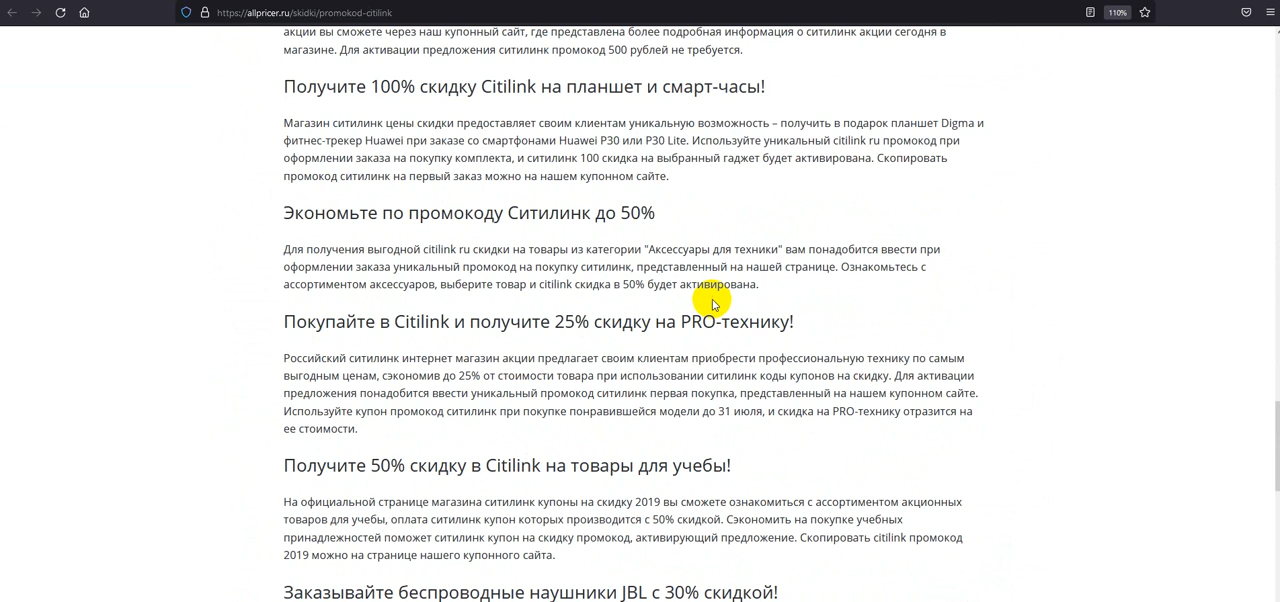 https://allpricer.ru/skidki/promokod-citilink
110%
акции вы сможете через наш купонный сайт, где представлена более подробная информация о ситилинк акции сегодня в
магазине. Для активации предложения ситилинк промокод 500 рублей не требуется.
Получите 100% скидку Citilink на планшет и смарт-часы!
Магазин ситилинк цены скидки предоставляет своим клиентам уникальную возможность – получить в подарок планшет Digma и
фитнес-трекер Huawei при заказе со смартфонами Huawei P30 или P30 Lite. Используйте уникальный citilink ru промокод при
оформлении заказа на покупку комплекта, и ситилинк 100 скидка на выбранный гаджет будет активирована. Скопировать
промокод ситилинк на первый заказ можно на нашем купонном сайте.
Экономьте по промокоду Ситилинк до 50%
Для получения выгодной citilink ru скидки на товары из категории "Аксессуары для техники" вам понадобится ввести при
оформлении заказа уникальный промокод на покупку ситилинк, представленный на нашей странице. Ознакомьтесь с
ассортиментом аксессуаров, выберите товар и citilink скидка в 50% будет активирована.
Покупайте в Citilink и получите 25% скидку на PRO-технику!
Российский ситилинк интернет магазин акции предлагает своим клиентам приобрести профессиональную технику по самым
выгодным ценам, сэкономив до 25% от стоимости товара при использовании ситилинк коды купонов на скидку. Для активации
предложения понадобится ввести уникальный промокод ситилинк первая покупка, представленный на нашем купонном сайте.
Используйте купон промокод ситилинк при покупке понравившейся модели до 31 июля, и скидка на PRO-технику отразится на
ее стоимости.
Получите 50% скидку в Citilink на товары для учебы!
На официальной странице магазина ситилинк купоны на скидку 2019 вы сможете ознакомиться с ассортиментом акционных
товаров для учебы, оплата ситилинк купон которых производится с 50% скидкой. Сэкономить на покупке учебных
принадлежностей поможет ситилинк купон на скидку промокод, активирующий предложение. Скопировать citilink промокод
2019 можно на странице нашего купонного сайта.
Заказывайте беспроводные наушники JBL с 30% скидкой!